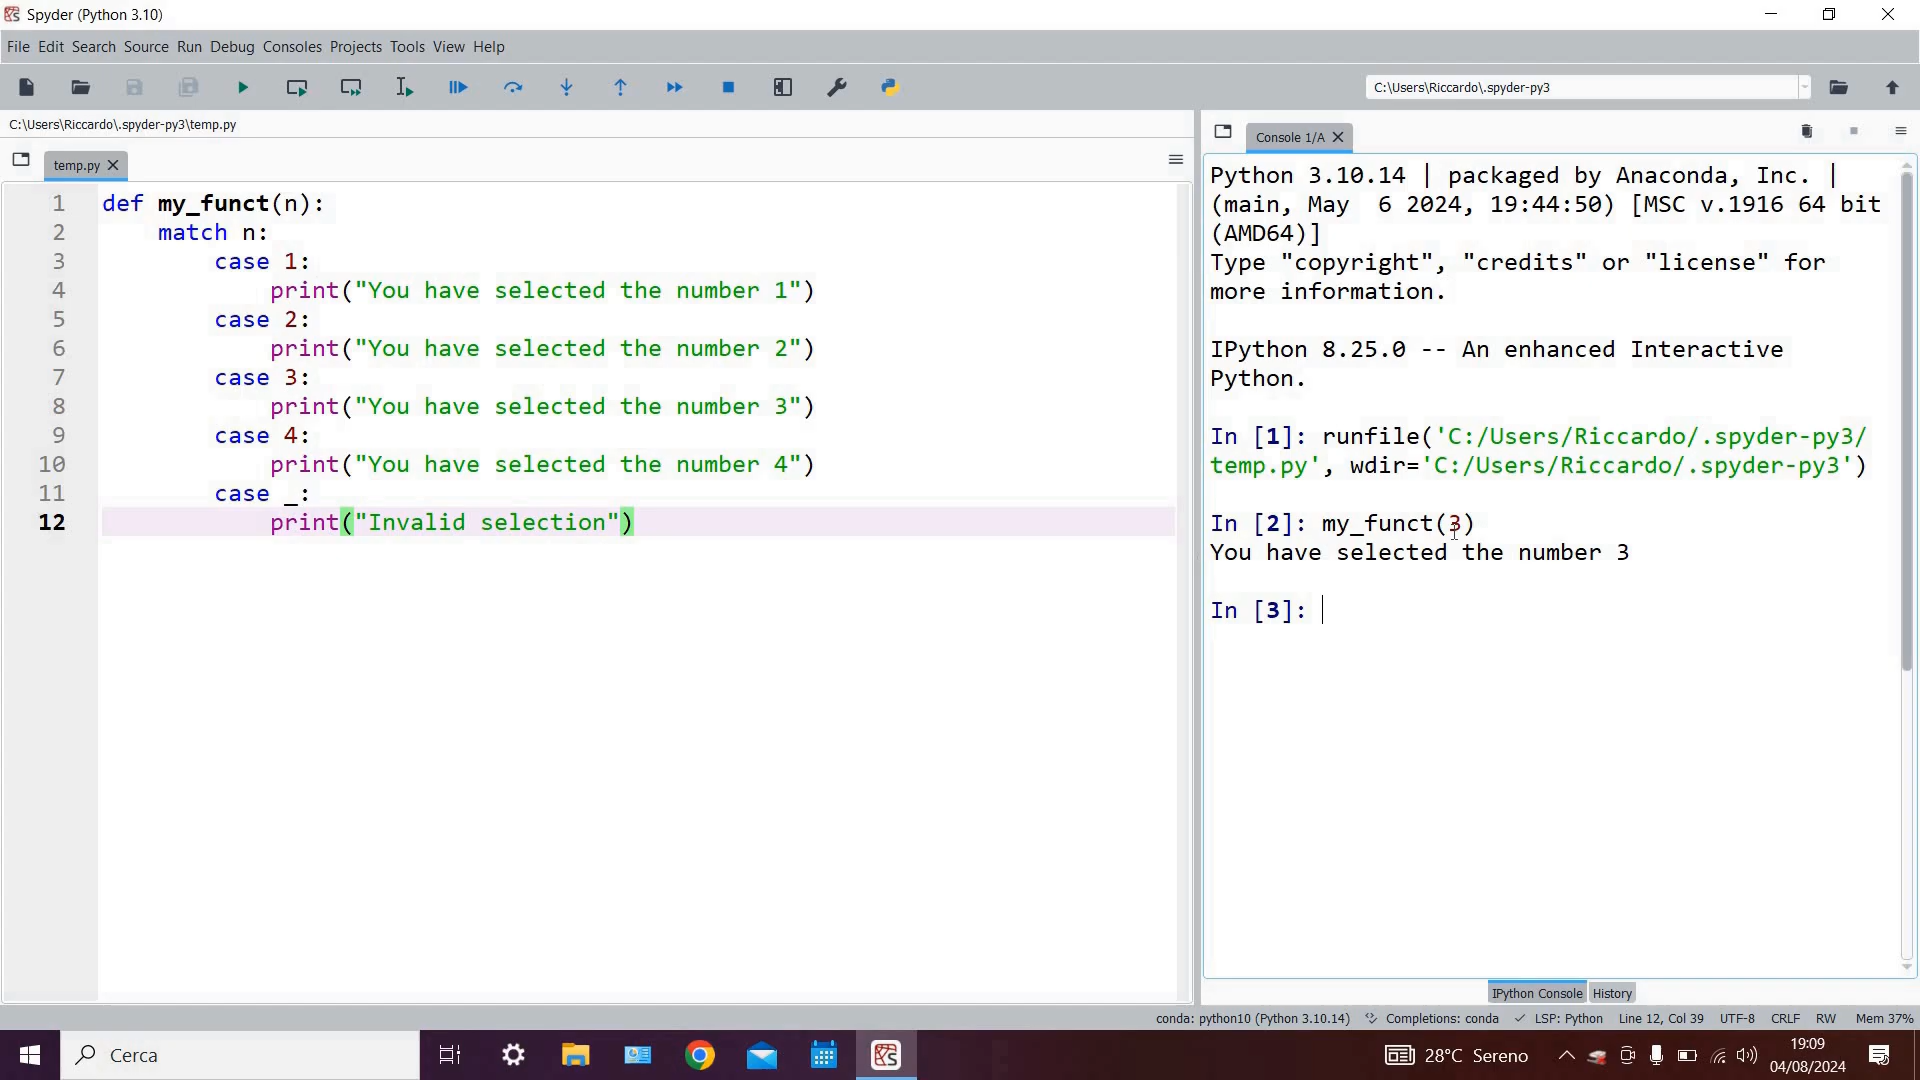 Spyder (Python 3.10)
File Edit Search Source Run Debug Consoles Projects Tools View Help
C:\Users\Riccardo\.spyder-py3
C:\Users\Riccardo\.spyder-py3\temp.py
temp.py
1 def my_funct(n):
2     match n:
3         case 1:
4             print("You have selected the number 1")
5         case 2:
6             print("You have selected the number 2")
7         case 3:
8             print("You have selected the number 3")
9         case 4:
10             print("You have selected the number 4")
11         case _:
12             print("Invalid selection")
Console 1/A
Python 3.10.14 | packaged by Anaconda, Inc. |
(main, May  6 2024, 19:44:50) [MSC v.1916 64 bit
(AMD64)]
Type "copyright", "credits" or "license" for
more information.
IPython 8.25.0 -- An enhanced Interactive
Python.
In [1]: runfile('C:/Users/Riccardo/.spyder-py3/
temp.py', wdir='C:/Users/Riccardo/.spyder-py3')
In [2]: my_funct(3)
You have selected the number 3
In [3]:
IPython Console History
conda: python10 (Python 3.10.14) Completions: conda LSP: Python Line 12, Col 39 UTF-8 CRLF RW Mem 37%
Cerca
28°C Sereno
19:09
04/08/2024